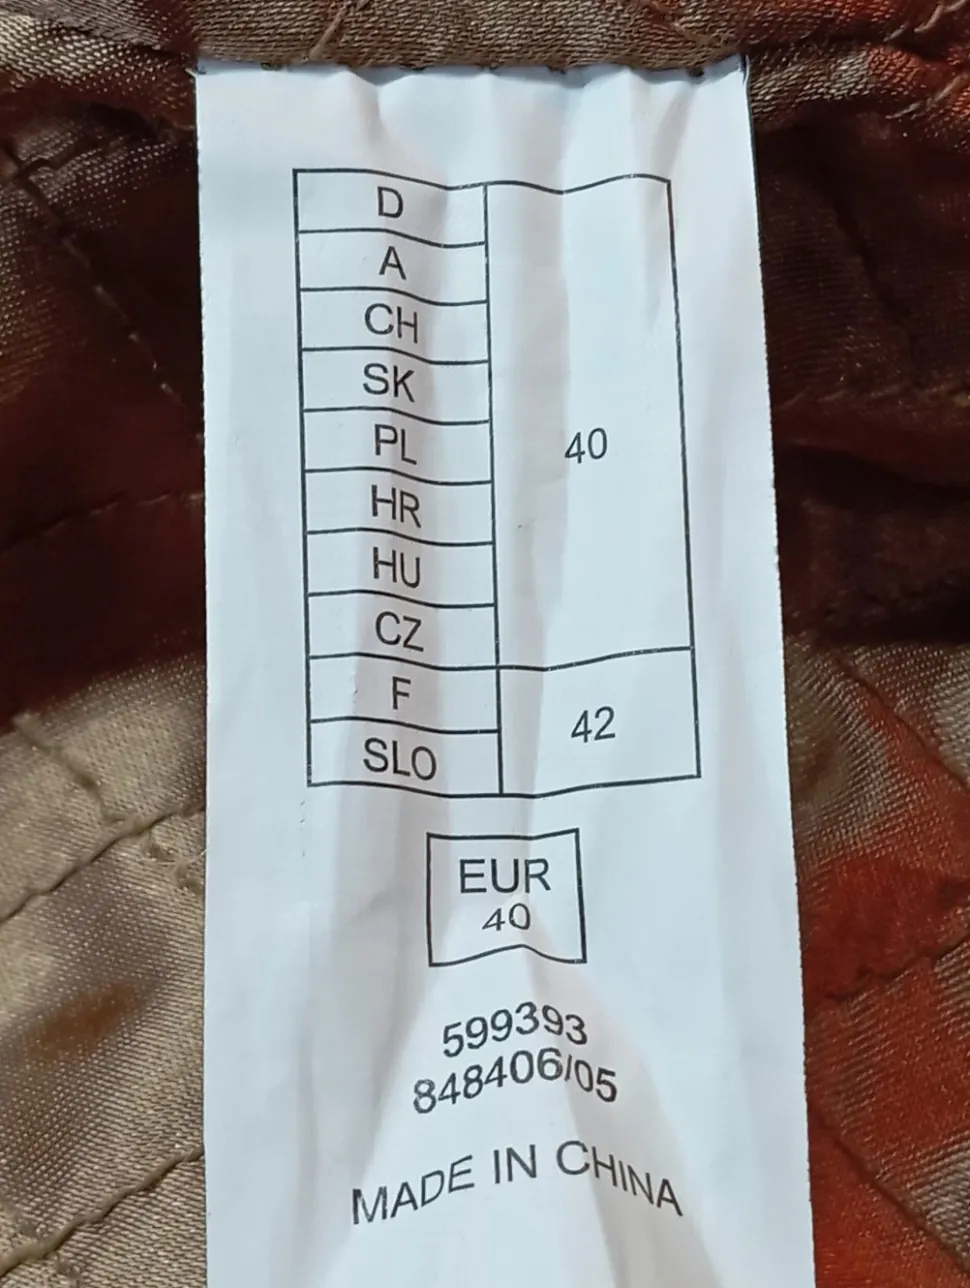 D
A
CH
SK
PL
HR
HU
CZ
40
F
SLO
42
EUR
40
599393
848406/05
MADE IN CHINA